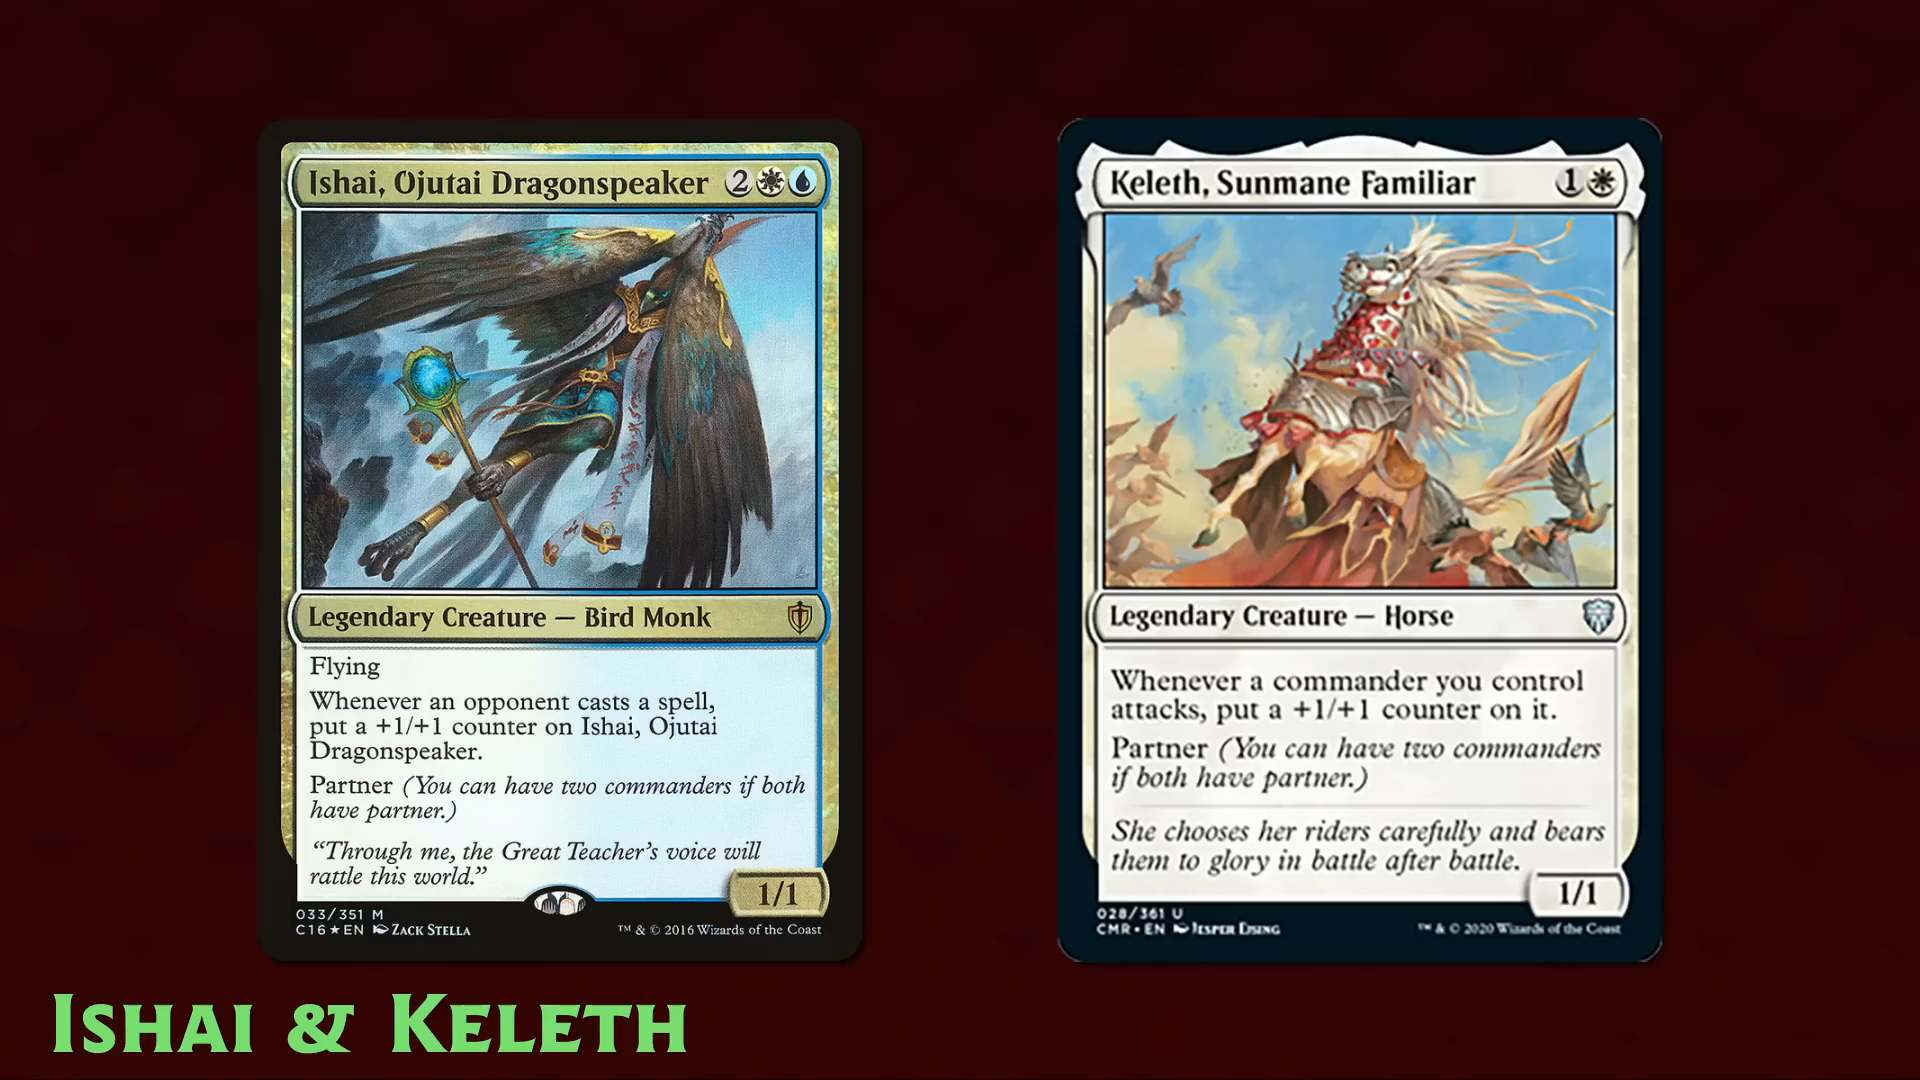 Ishai, Ojutai Dragonspeaker 2
Legendary Creature — Bird Monk
Flying
Whenever an opponent casts a spell,
put a +1/+1 counter on Ishai, Ojutai
Dragonspeaker.
Partner (You can have two commanders if both
have partner.)
“Through me, the Great Teacher’s voice will
rattle this world.”
1/1
033/351 M
C16★EN Zack Stella
™ & © 2016 Wizards of the Coast
Keleth, Sunmane Familiar 1
Legendary Creature — Horse
Whenever a commander you control
attacks, put a +1/+1 counter on it.
Partner (You can have two commanders
if both have partner.)
She chooses her riders carefully and bears
them to glory in battle after battle.
1/1
028/361 U
CMR • EN Jesper Ejsing
™ & © 2020 Wizards of the Coast
Ishai & Keleth